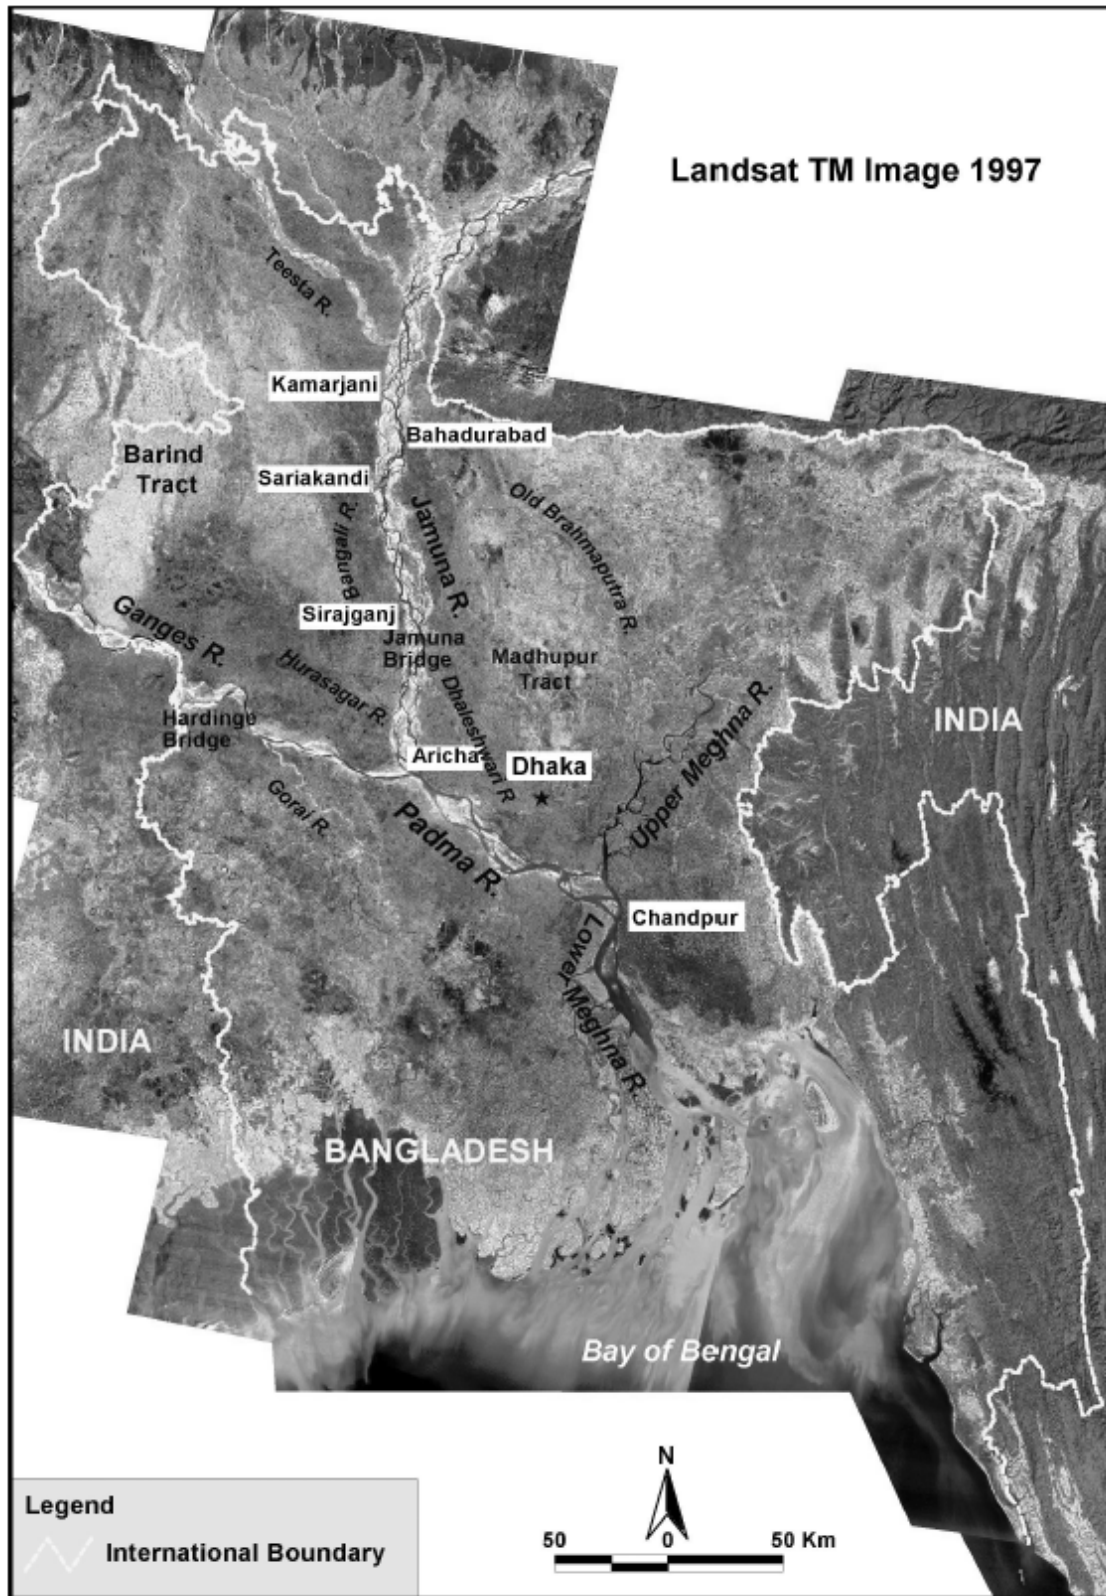 Landsat TM Image 1997
Teesta R.
Kamarjani
Bahadurabad
Barind
Tract
Sariakandi
Bengali R.
Jamuna R.
Old Brahmaputra R.
Sirajganj
Ganges R.
Jamuna
Bridge
Madhupur
Tract
Hurasagar R.
Dhaleshwari R
Hardinge
Bridge
Aricha
Dhaka
Upper Meghna R.
INDIA
Gorai R.
Padma R.
Chandpur
Lower Meghna R.
INDIA
BANGLADESH
Bay of Bengal
Legend
International Boundary
N
50 0 50 Km